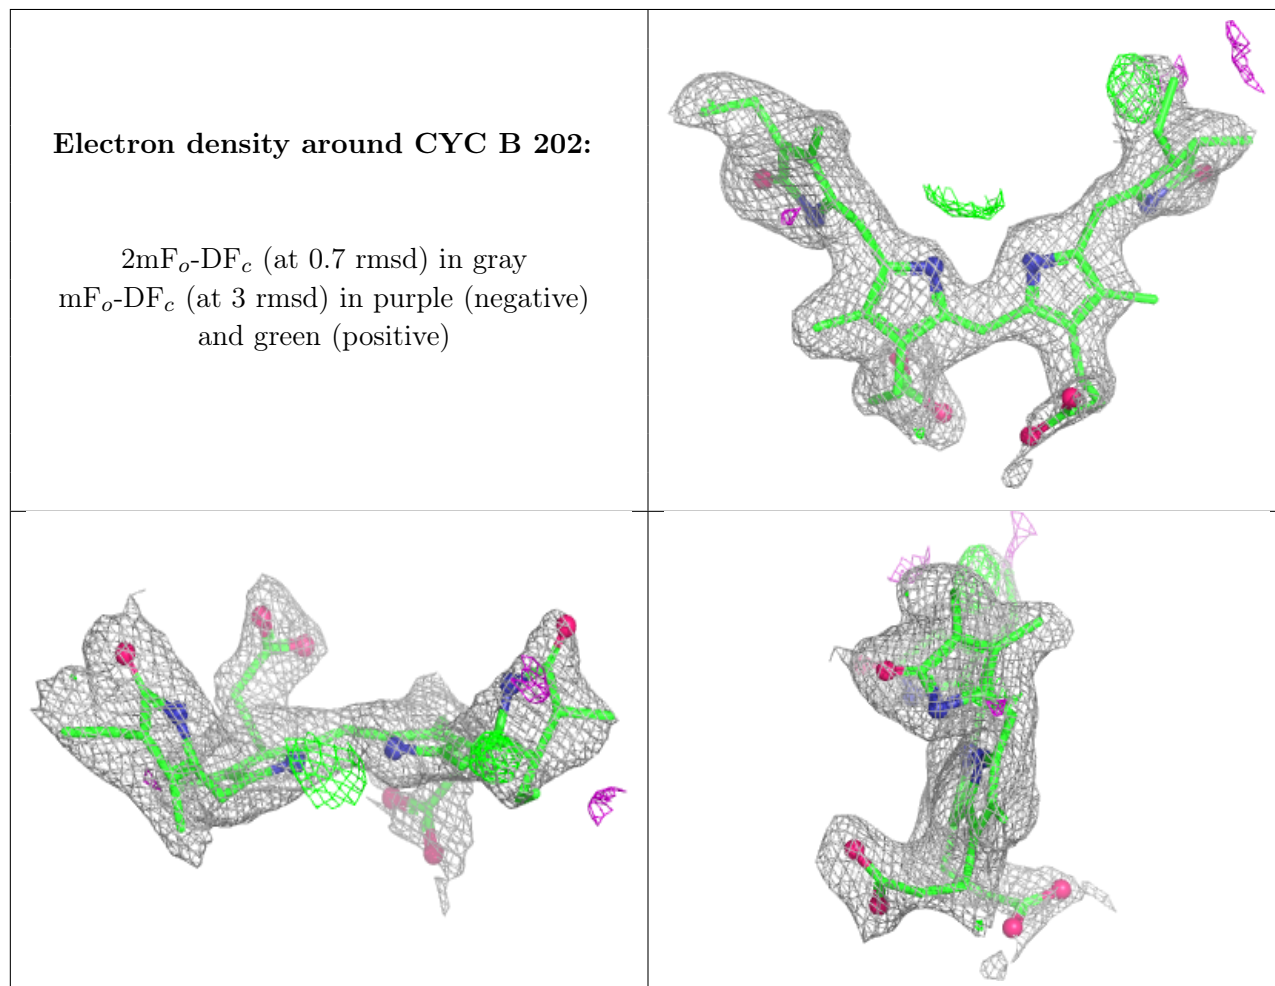 Electron density around CYC B 202:
2mFo-DFc (at 0.7 rmsd) in gray
mFo-DFc (at 3 rmsd) in purple (negative)
and green (positive)